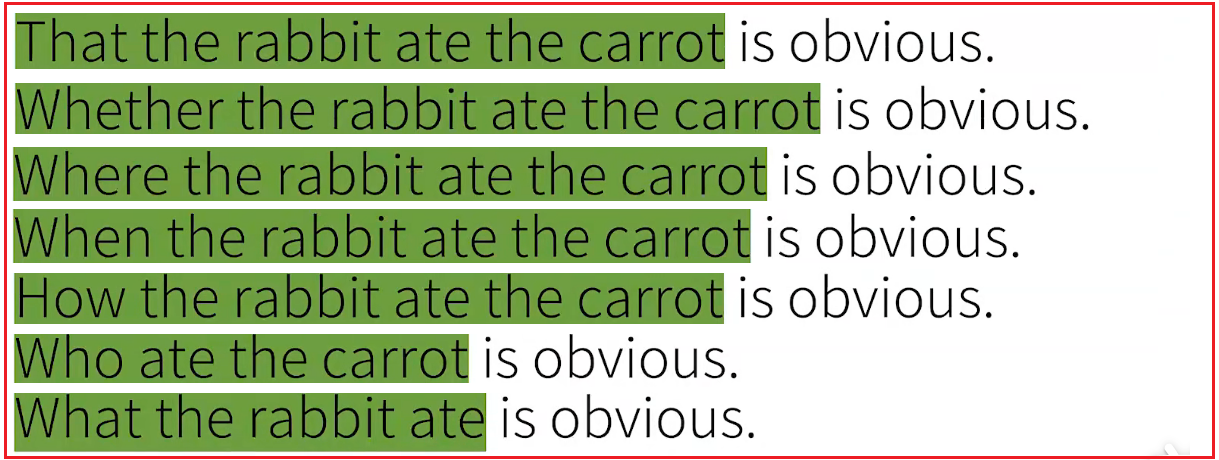 That the rabbit ate the carrot is obvious.
Whether the rabbit ate the carrot is obvious.
Where the rabbit ate the carrot is obvious.
When the rabbit ate the carrot is obvious.
How the rabbit ate the carrot is obvious.
Who ate the carrot is obvious.
What the rabbit ate is obvious.